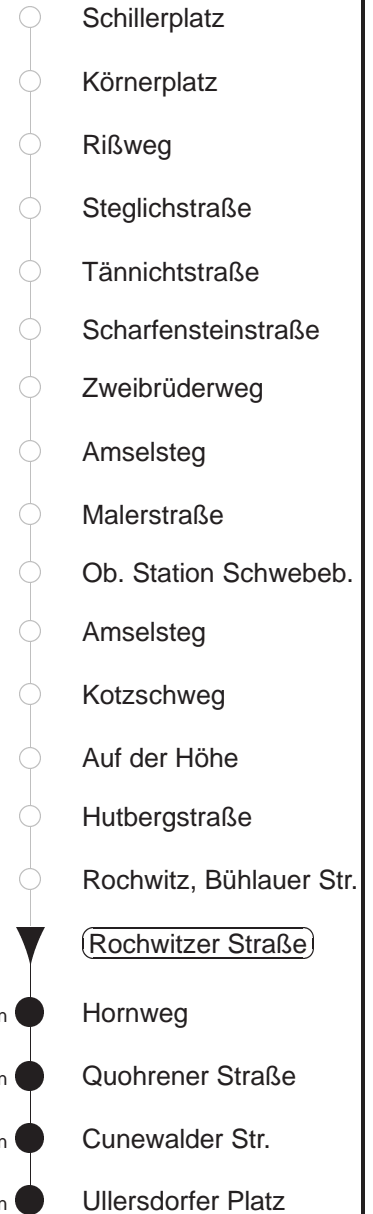 Schillerplatz
Körnerplatz
Rißweg
Steglichstraße
Tännichtstraße
Scharfensteinstraße
Zweibrüderweg
Amselsteg
Malerstraße
Ob. Station Schwebeb.
Amselsteg
Kotzschweg
Auf der Höhe
Hutbergstraße
Rochwitz, Bühlauer Str.
Rochwitzer Straße
Hornweg
Quohrener Straße
Cunewalder Str.
Ullersdorfer Platz